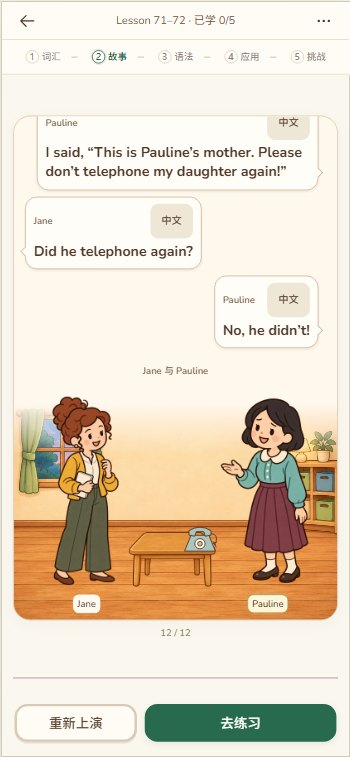 Lesson 71–72 · 已学 0/5
1 词汇 – 2 故事 – 3 语法 – 4 应用 – 5 挑战
Pauline 中文
I said, “This is Pauline’s mother. Please
don’t telephone my daughter again!”
Jane 中文
Did he telephone again?
Pauline 中文
No, he didn’t!
Jane 与 Pauline
Jane
Pauline
12 / 12
重新上演
去练习